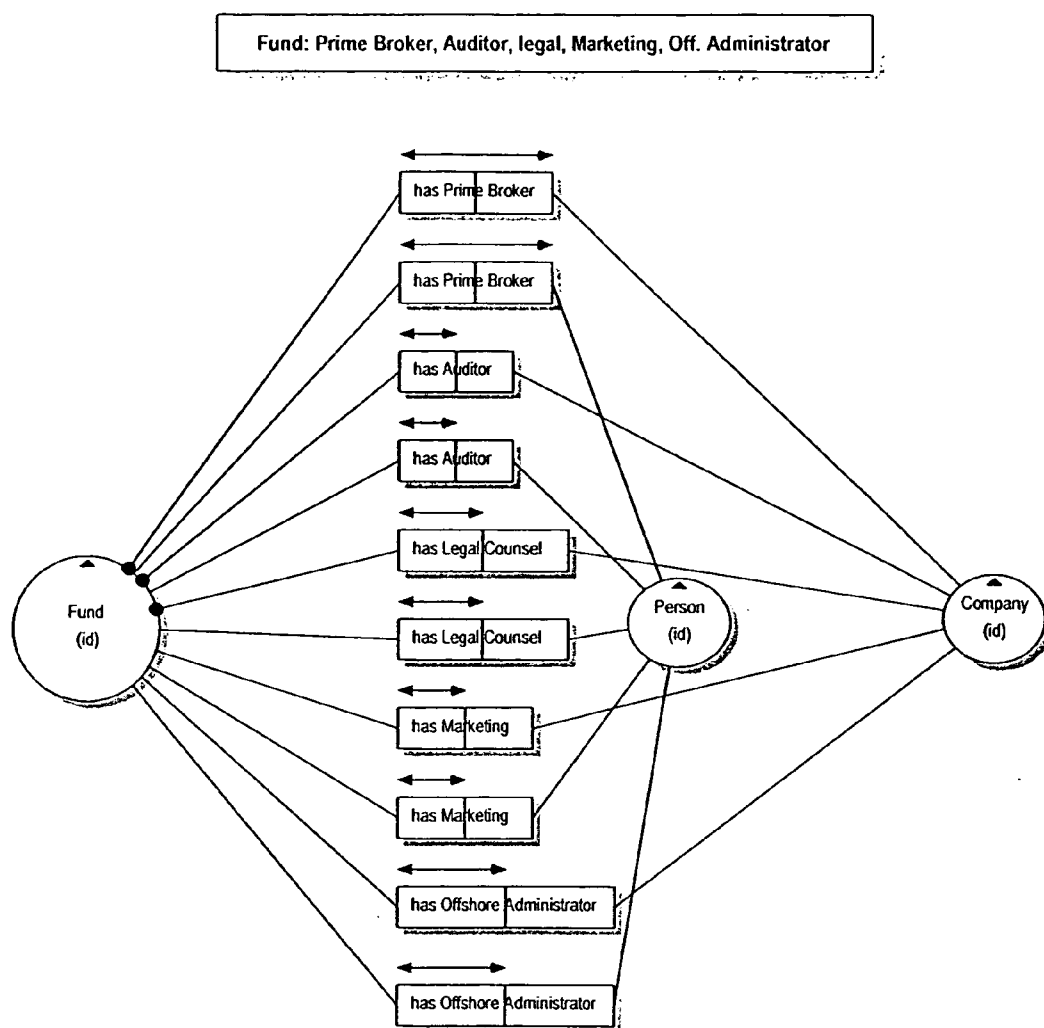 Fund: Prime Broker, Auditor, legal, Marketing, Off. Administrator
has Prime Broker
has Prime Broker
has Auditor
has Auditor
has Legal Counsel
Fund
(id)
Person
(id)
Company
(id)
has Legal Counsel
has Marketing
has Marketing
has Offshore Administrator
has Offshore Administrator